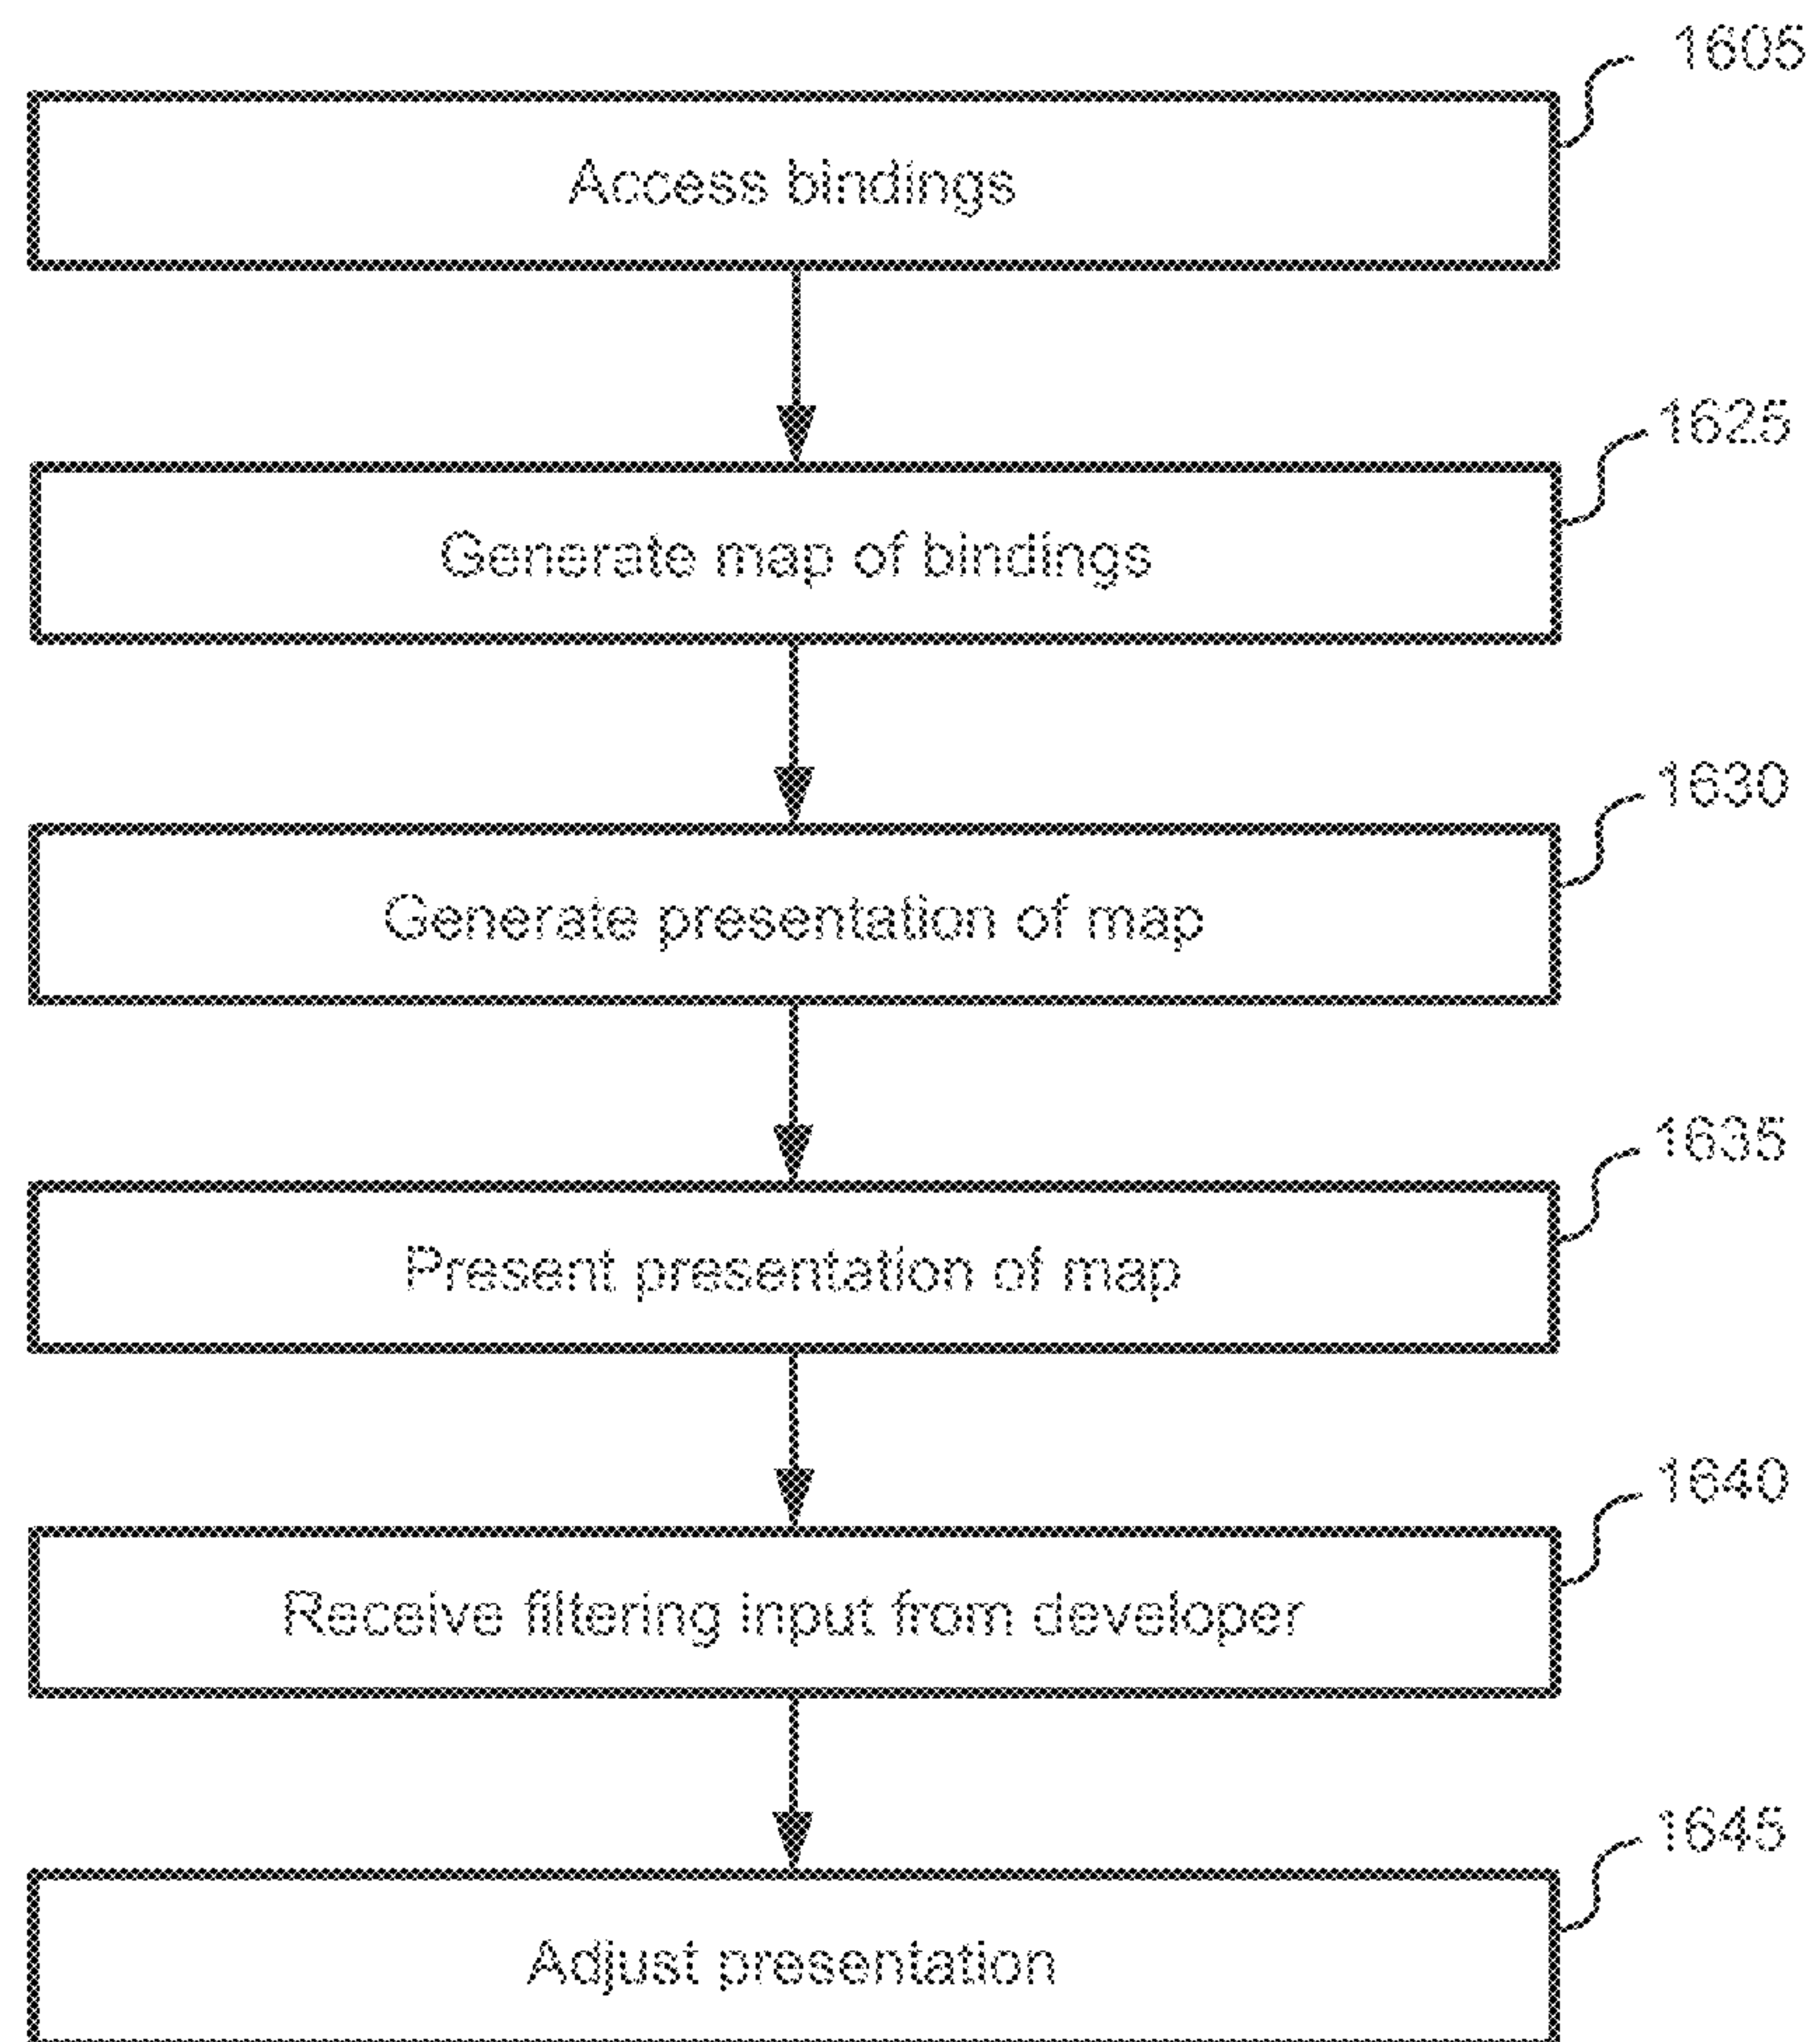 1605
Access bindings
1625
Generate map of bindings
1630
Generate presentation of map
1635
Present presentation of map
1640
Receive filtering input from developer
1645
Adjust presentation